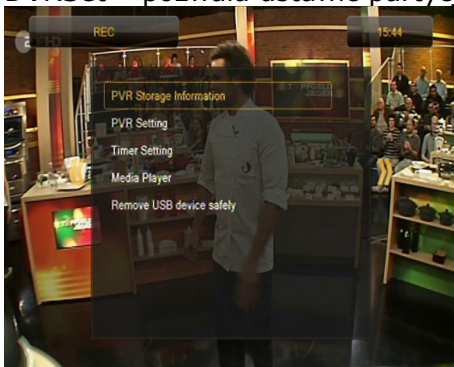 REC
15:44
PVR Storage Information
PVR Setting
Timer Setting
Media Player
Remove USB device safely